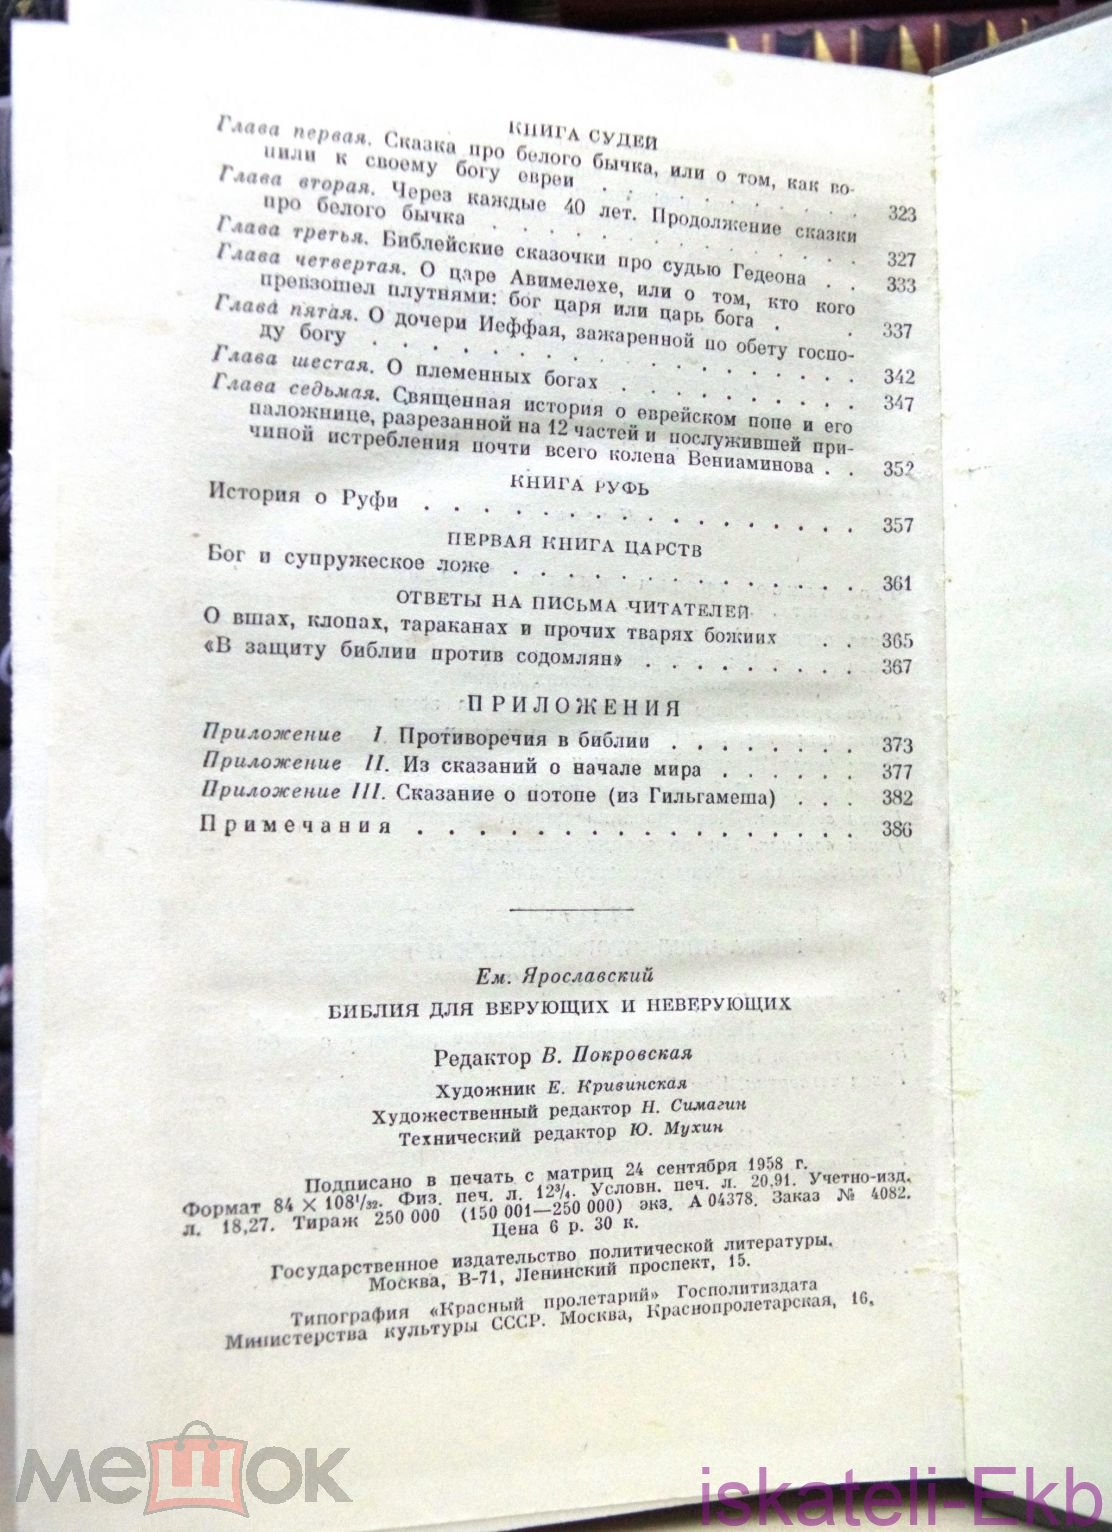 КНИГА СУДЕЙ
Глава первая. Сказка про белого бычка, или о том, как во-
пили к своему богу евреи . . . . . . . . . . 323
Глава вторая. Через каждые 40 лет. Продолжение сказки
про белого бычка . . . . . . . . . . . . . . 327
Глава третья. Библейские сказочки про судью Гедеона . . 333
Глава четвертая. О царе Авимелехе, или о том, кто кого
превзошел плутнями: бог царя или царь бога . . 337
Глава пятая. О дочери Иеффая, зажаренной по обету госпо-
ду богу . . . . . . . . . . . . . . . . . 342
Глава шестая. О племенных богах . . . . . . . . . 347
Глава седьмая. Священная история о еврейском попе и его
наложнице, разрезанной на 12 частей и послужившей при-
чиной истребления почти всего колена Вениаминова . . 352
КНИГА РУФЬ
История о Руфи . . . . . . . . . . . . . . . 357
ПЕРВАЯ КНИГА ЦАРСТВ
Бог и супружеское ложе . . . . . . . . . . . . 361
ОТВЕТЫ НА ПИСЬМА ЧИТАТЕЛЕЙ
О вшах, клопах, тараканах и прочих тварях божиих . . 365
«В защиту библии против содомлян» . . . . . . . . 367
ПРИЛОЖЕНИЯ
Приложение I. Противоречия в библии . . . . . . . 373
Приложение II. Из сказаний о начале мира . . . . . . 377
Приложение III. Сказание о потопе (из Гильгамеша) . . . 382
Примечания . . . . . . . . . . . . . . . . 386
Ем. Ярославский
БИБЛИЯ ДЛЯ ВЕРУЮЩИХ И НЕВЕРУЮЩИХ
Редактор В. Покровская
Художник Е. Кривинская
Художественный редактор Н. Симагин
Технический редактор Ю. Мухин
Подписано в печать с матриц 24 сентября 1958 г.
Формат 84 × 108¹/₃₂. Физ. печ. л. 12³/₄. Условн. печ. л. 20,91. Учетно-изд.
л. 18,27. Тираж 250 000 (150 001—250 000) экз. А 04378. Заказ № 4082.
Цена 6 р. 30 к.
Государственное издательство политической литературы.
Москва, В-71, Ленинский проспект, 15.
Типография «Красный пролетарий» Госполитиздата
Министерства культуры СССР. Москва, Краснопролетарская, 16.
мешок
iskateli-Ekb